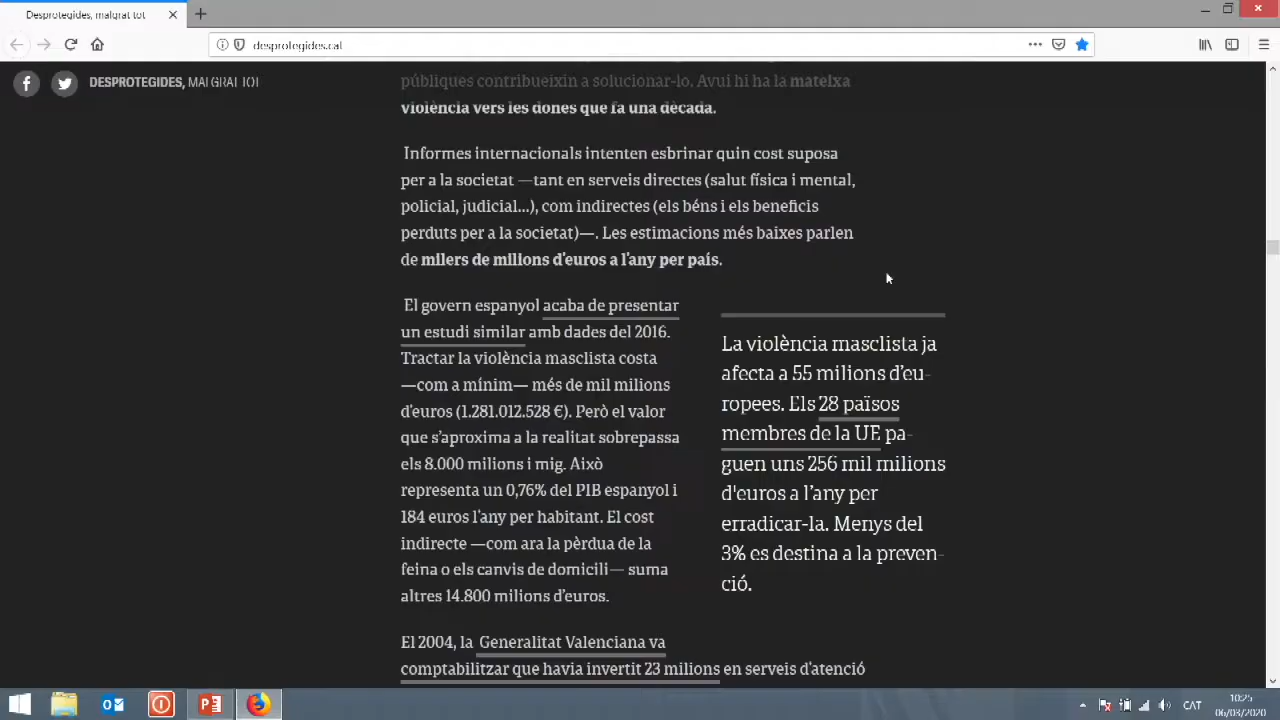 Desprotegides, malgrat tot
desprotegides.cat
DESPROTEGIDES, MALGRAT TOT
públiques contribueixin a solucionar-lo. Avui hi ha la mateixa
violència vers les dones que fa una dècada.
Informes internacionals intenten esbrinar quin cost suposa
per a la societat —tant en serveis directes (salut física i mental,
policial, judicial...), com indirectes (els béns i els beneficis
perduts per a la societat)—. Les estimacions més baixes parlen
de milers de milions d'euros a l'any per país.
El govern espanyol acaba de presentar
un estudi similar amb dades del 2016.
Tractar la violència masclista costa
—com a mínim— més de mil milions
d'euros (1.281.012.528 €). Però el valor
que s'aproxima a la realitat sobrepassa
els 8.000 milions i mig. Això
representa un 0,76% del PIB espanyol i
184 euros l'any per habitant. El cost
indirecte —com ara la pèrdua de la
feina o els canvis de domicili— suma
altres 14.800 milions d'euros.
La violència masclista ja
afecta a 55 milions d'eu-
ropees. Els 28 països
membres de la UE pa-
guen uns 256 mil milions
d'euros a l'any per
erradicar-la. Menys del
3% es destina a la preven-
ció.
El 2004, la Generalitat Valenciana va
comptabilitzar que havia invertit 23 milions en serveis d'atenció
CAT
10:25
06/03/2020